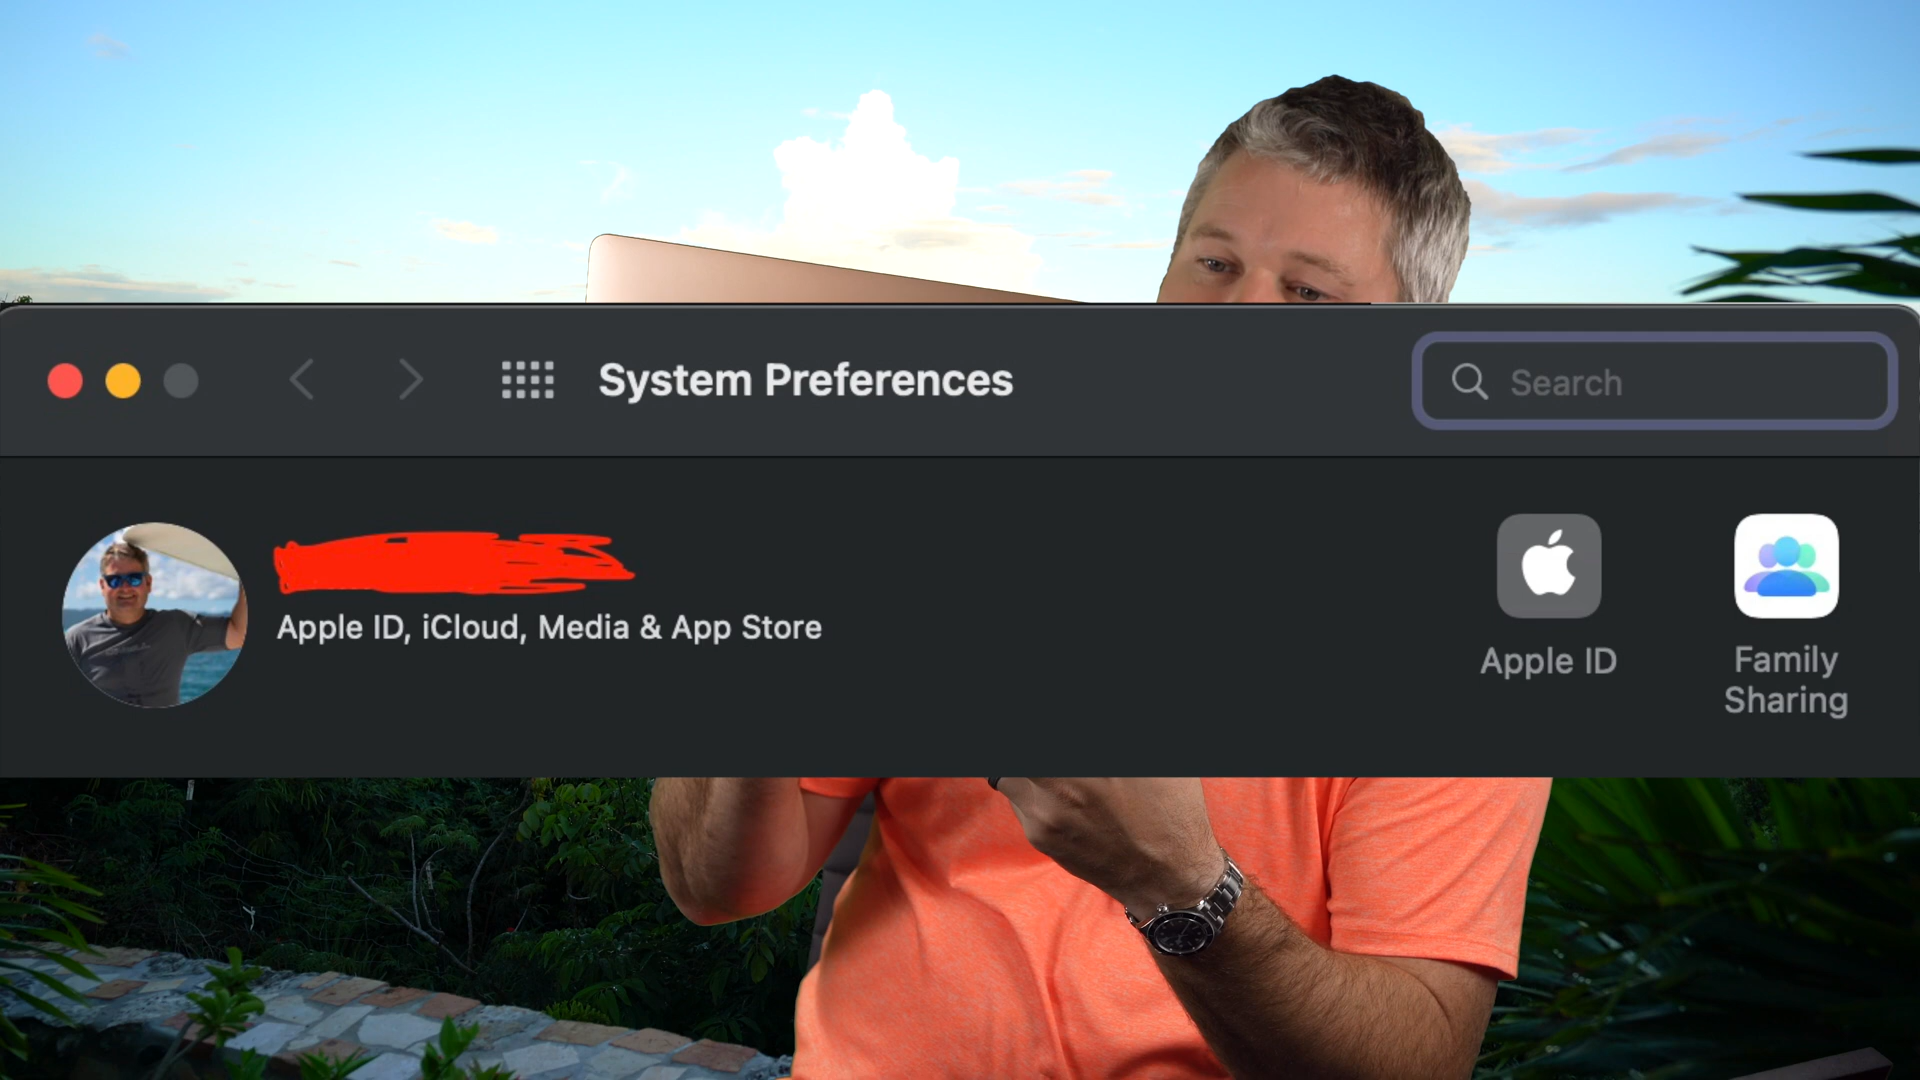 System Preferences
Search
Apple ID, iCloud, Media & App Store
Apple ID
Family
Sharing